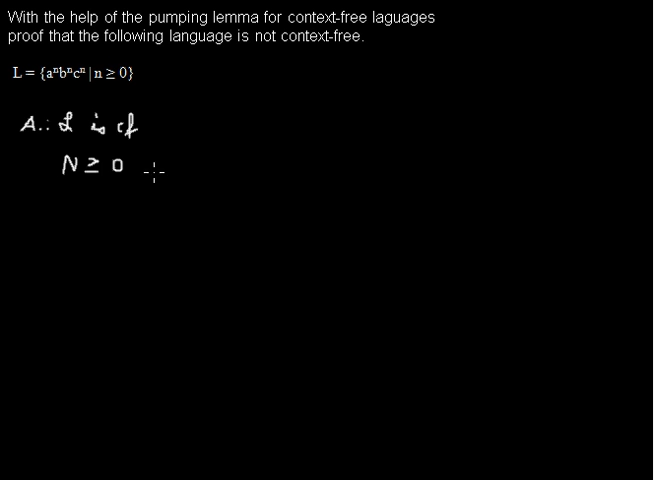 With the help of the pumping lemma for context-free laguages
proof that the following language is not context-free.
L = {aⁿbⁿcⁿ | n ≥ 0}
A.: L is cf
N ≥ 0